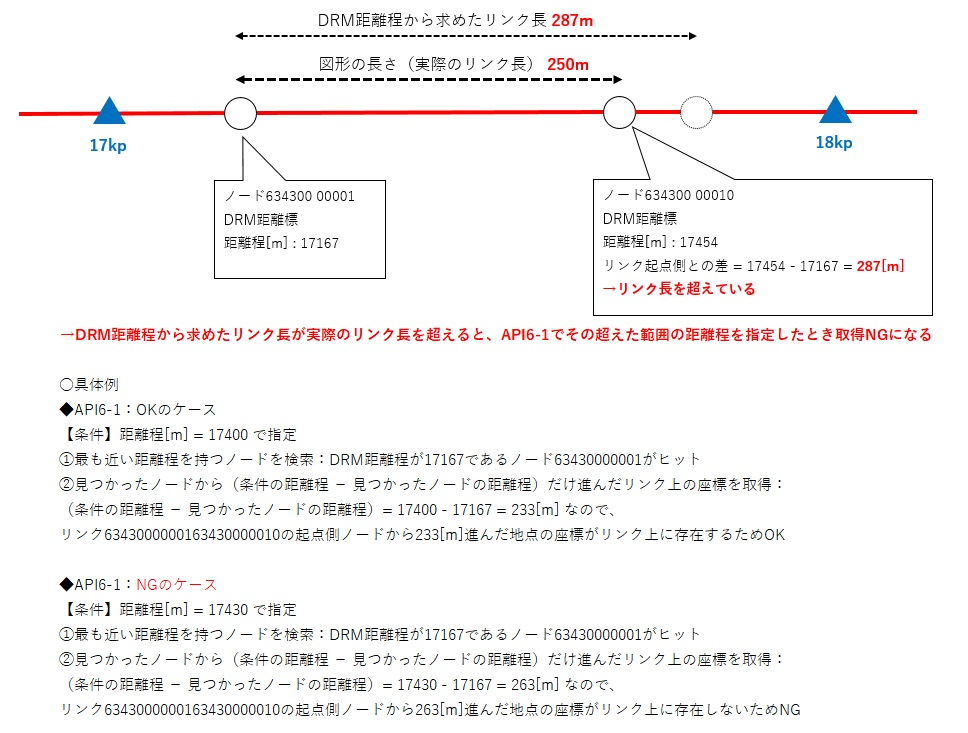 DRM距離程から求めたリンク長 287m
図形の長さ（実際のリンク長） 250m
17kp
18kp
ノード634300 00001
DRM距離標
距離程[m] : 17167
ノード634300 00010
DRM距離標
距離程[m] : 17454
リンク起点側との差 = 17454 - 17167 = 287[m]
→リンク長を超えている
→DRM距離程から求めたリンク長が実際のリンク長を超えると、API6-1でその超えた範囲の距離程を指定したとき取得NGになる
〇具体例
◆API6-1：OKのケース
【条件】距離程[m] = 17400 で指定
①最も近い距離程を持つノードを検索：DRM距離程が17167であるノード63430000001がヒット
②見つかったノードから（条件の距離程 － 見つかったノードの距離程）だけ進んだリンク上の座標を取得：
（条件の距離程 － 見つかったノードの距離程）= 17400 - 17167 = 233[m] なので、
リンク6343000000163430000010の起点側ノードから233[m]進んだ地点の座標がリンク上に存在するためOK
◆API6-1：NGのケース
【条件】距離程[m] = 17430 で指定
①最も近い距離程を持つノードを検索：DRM距離程が17167であるノード63430000001がヒット
②見つかったノードから（条件の距離程 － 見つかったノードの距離程）だけ進んだリンク上の座標を取得：
（条件の距離程 － 見つかったノードの距離程）= 17430 - 17167 = 263[m] なので、
リンク6343000000163430000010の起点側ノードから263[m]進んだ地点の座標がリンク上に存在しないためNG